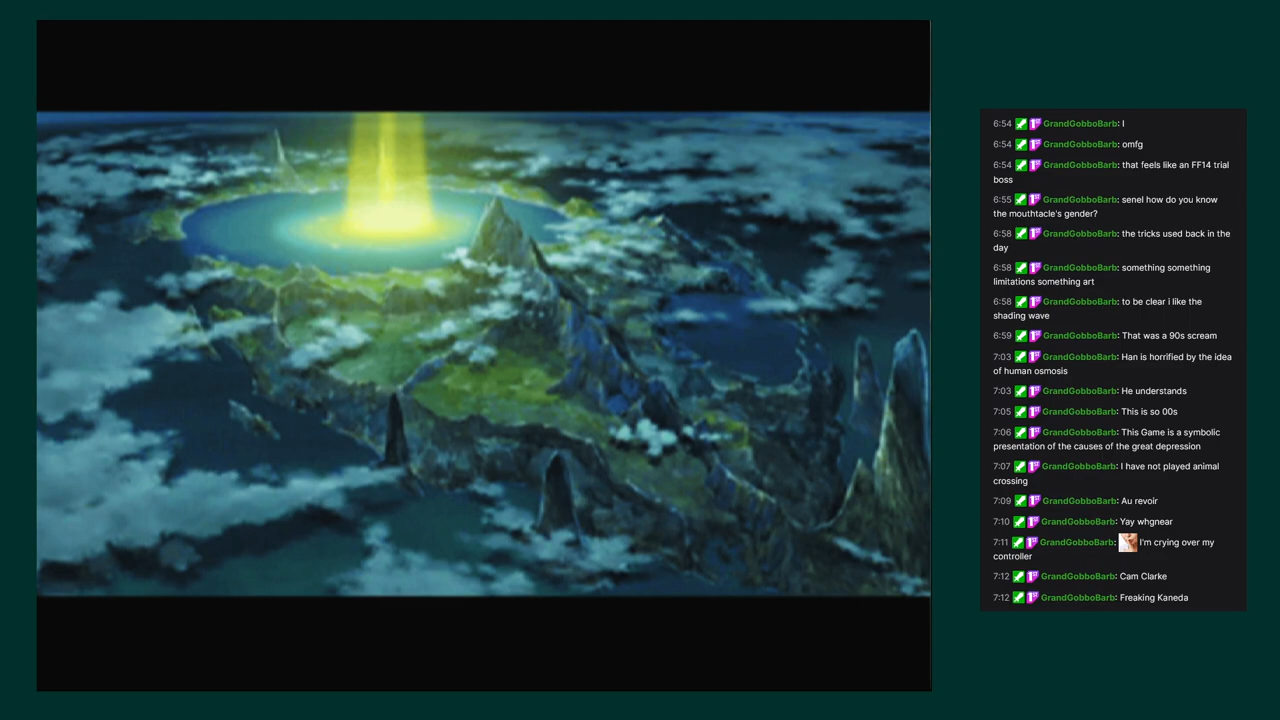 6:54 GrandGobboBarb: I
6:54 GrandGobboBarb: omfg
6:54 GrandGobboBarb: that feels like an FF14 trial
boss
6:55 GrandGobboBarb: senel how do you know
the mouthtacle's gender?
6:58 GrandGobboBarb: the tricks used back in the
day
6:58 GrandGobboBarb: something something
limitations something art
6:58 GrandGobboBarb: to be clear i like the
shading wave
6:59 GrandGobboBarb: That was a 90s scream
7:03 GrandGobboBarb: Han is horrified by the idea
of human osmosis
7:03 GrandGobboBarb: He understands
7:05 GrandGobboBarb: This is so 00s
7:06 GrandGobboBarb: This Game is a symbolic
presentation of the causes of the great depression
7:07 GrandGobboBarb: I have not played animal
crossing
7:09 GrandGobboBarb: Au revoir
7:10 GrandGobboBarb: Yay whgnear
7:11 GrandGobboBarb: I'm crying over my
controller
7:12 GrandGobboBarb: Cam Clarke
7:12 GrandGobboBarb: Freaking Kaneda